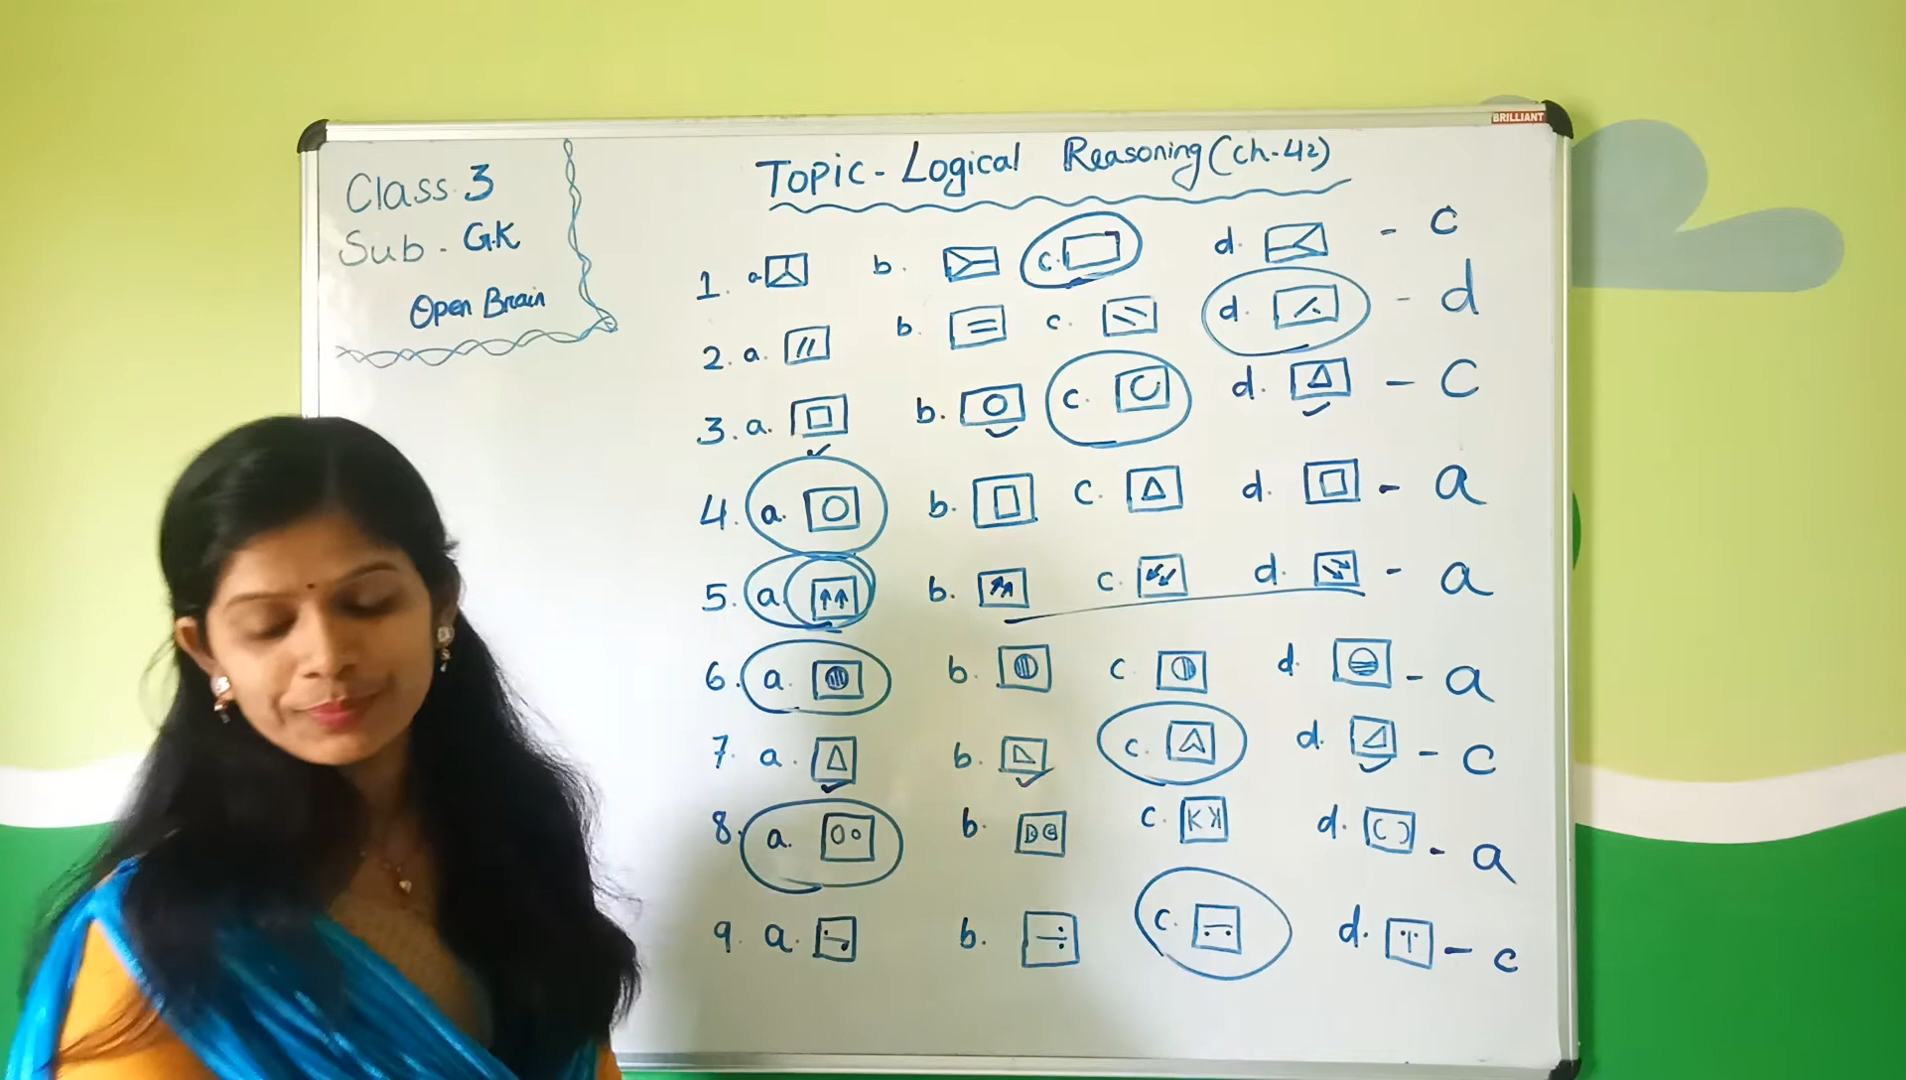 BRILLIANT
Class 3
Sub - G.K
Open Brain
Topic - Logical Reasoning (ch-42)
1. a b. c. d. - c
2. a. b. c. d. - d
3. a. b. c. d. - C
4. a. b. c. d. - a
5. a. b. c. d. - a
6. a. b. c d. - a
7. a. b. c. d. - c
8. a. b. c. d. - a
9. a. b. c. d. - c